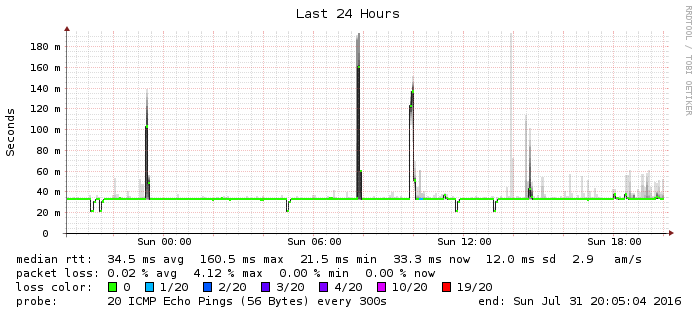 Last 24 Hours
RRDTOOL / TOBI OETIKER
Seconds
180 m
160 m
140 m
120 m
100 m
80 m
60 m
40 m
20 m
0
Sun 00:00 Sun 06:00 Sun 12:00 Sun 18:00
median rtt: 34.5 ms avg 160.5 ms max 21.5 ms min 33.3 ms now 12.0 ms sd 2.9 am/s
packet loss: 0.02 % avg 4.12 % max 0.00 % min 0.00 % now
loss color: 0 1/20 2/20 3/20 4/20 10/20 19/20
probe: 20 ICMP Echo Pings (56 Bytes) every 300s end: Sun Jul 31 20:05:04 2016